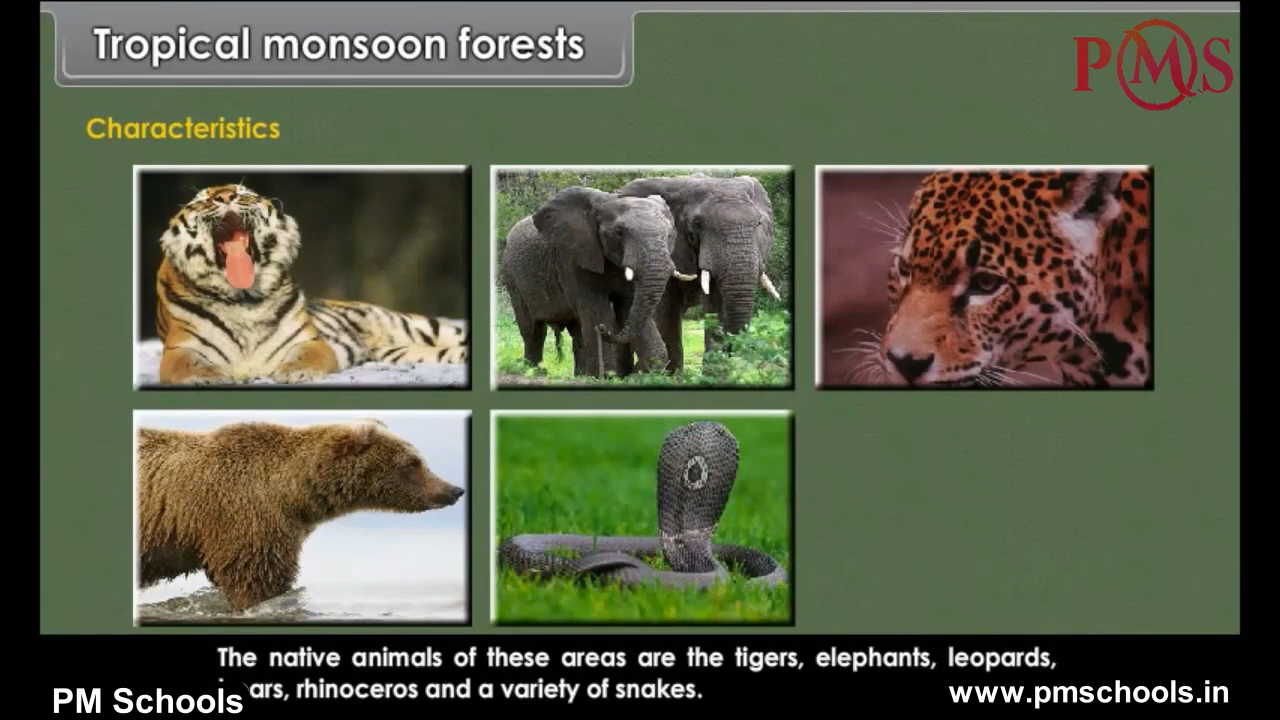 Tropical monsoon forests
PMS
Characteristics
The native animals of these areas are the tigers, elephants, leopards,
ars, rhinoceros and a variety of snakes.
PM Schools
www.pmschools.in